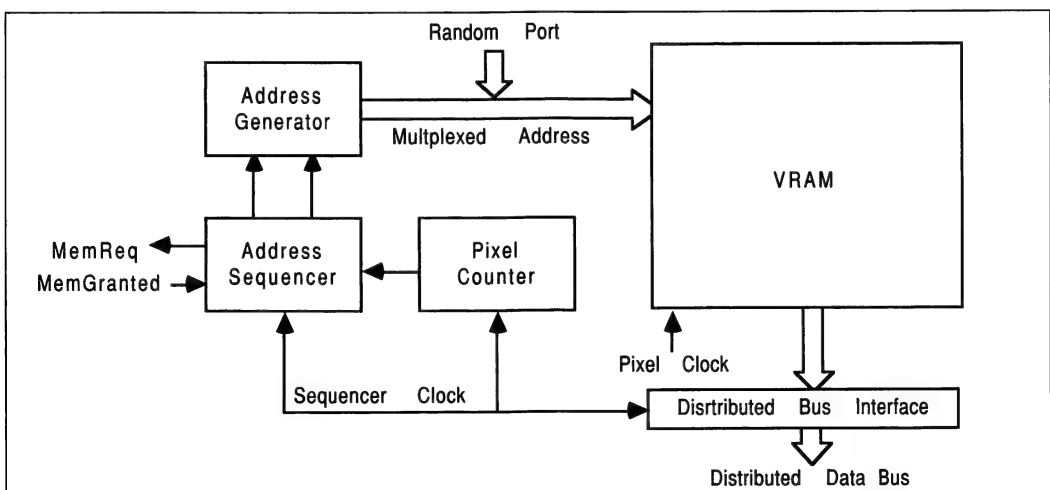 Random Port
Address
Generator
Multplexed Address
VRAM
MemReq
MemGranted
Address
Sequencer
Pixel
Counter
Pixel Clock
Sequencer Clock
Disrtributed Bus Interface
Distributed Data Bus